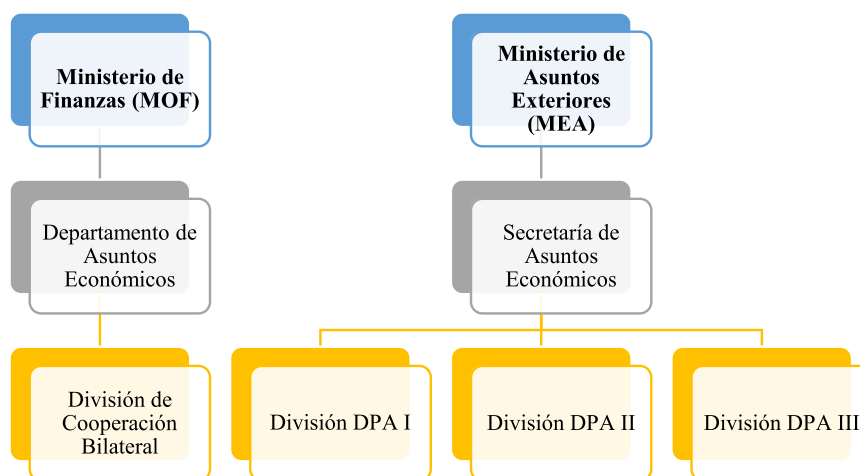 Ministerio de
Finanzas (MOF)
Ministerio de
Asuntos
Exteriores
(MEA)
Departamento de
Asuntos
Económicos
Secretaría de
Asuntos
Económicos
División de
Cooperación
Bilateral
División DPA I
División DPA II
División DPA III